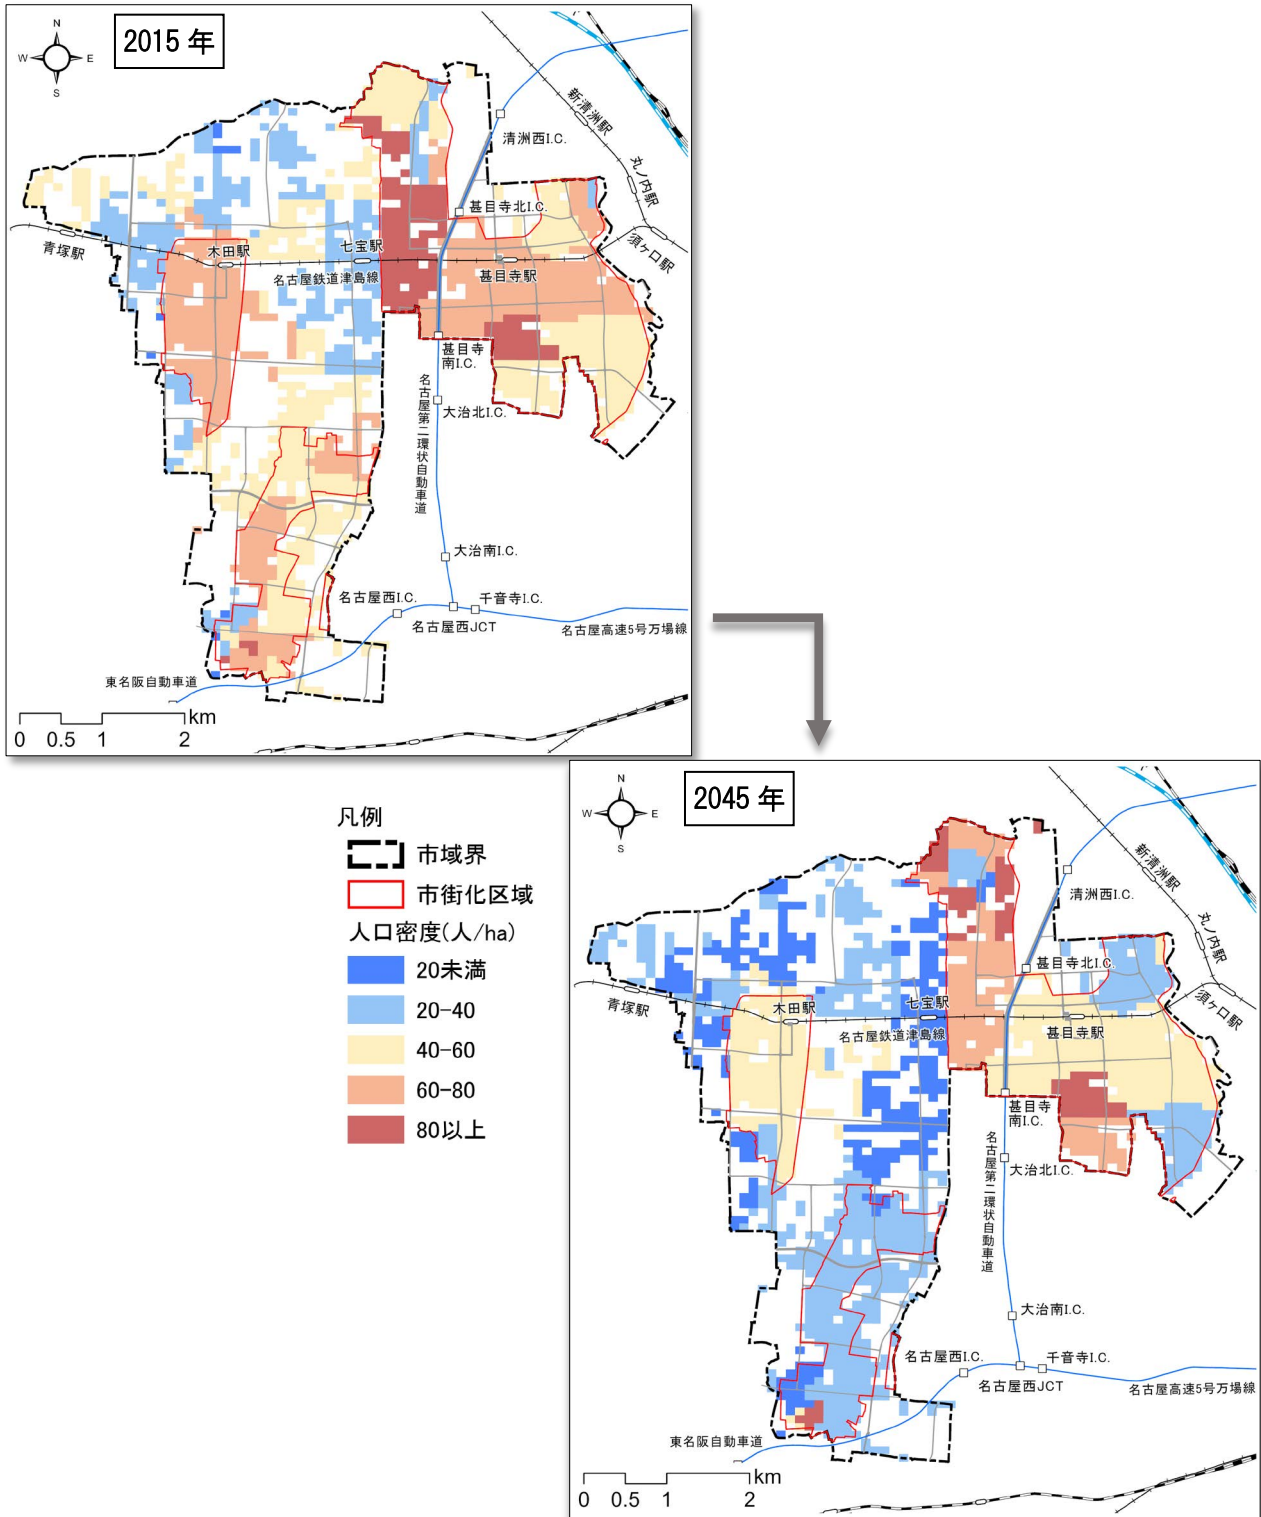 2015 年
N
W
E
S
新清洲駅
清洲西I.C.
丸ノ内駅
甚目寺北I.C.
須ケ口駅
青塚駅
木田駅
七宝駅
名古屋鉄道津島線
甚目寺駅
甚目寺
南I.C.
名古屋第二環状自動車道
大治北I.C.
大治南I.C.
名古屋西I.C.
千音寺I.C.
名古屋西JCT
名古屋高速5号万場線
東名阪自動車道
km
0 0.5 1 2
凡例
市域界
市街化区域
人口密度(人/ha)
20未満
20-40
40-60
60-80
80以上
2045 年
N
W
E
S
新清洲駅
清洲西I.C.
丸ノ内駅
甚目寺北I.C.
須ケ口駅
青塚駅
木田駅
七宝駅
名古屋鉄道津島線
甚目寺駅
甚目寺
南I.C.
名古屋第二環状自動車道
大治北I.C.
大治南I.C.
名古屋西I.C.
千音寺I.C.
名古屋西JCT
名古屋高速5号万場線
東名阪自動車道
km
0 0.5 1 2